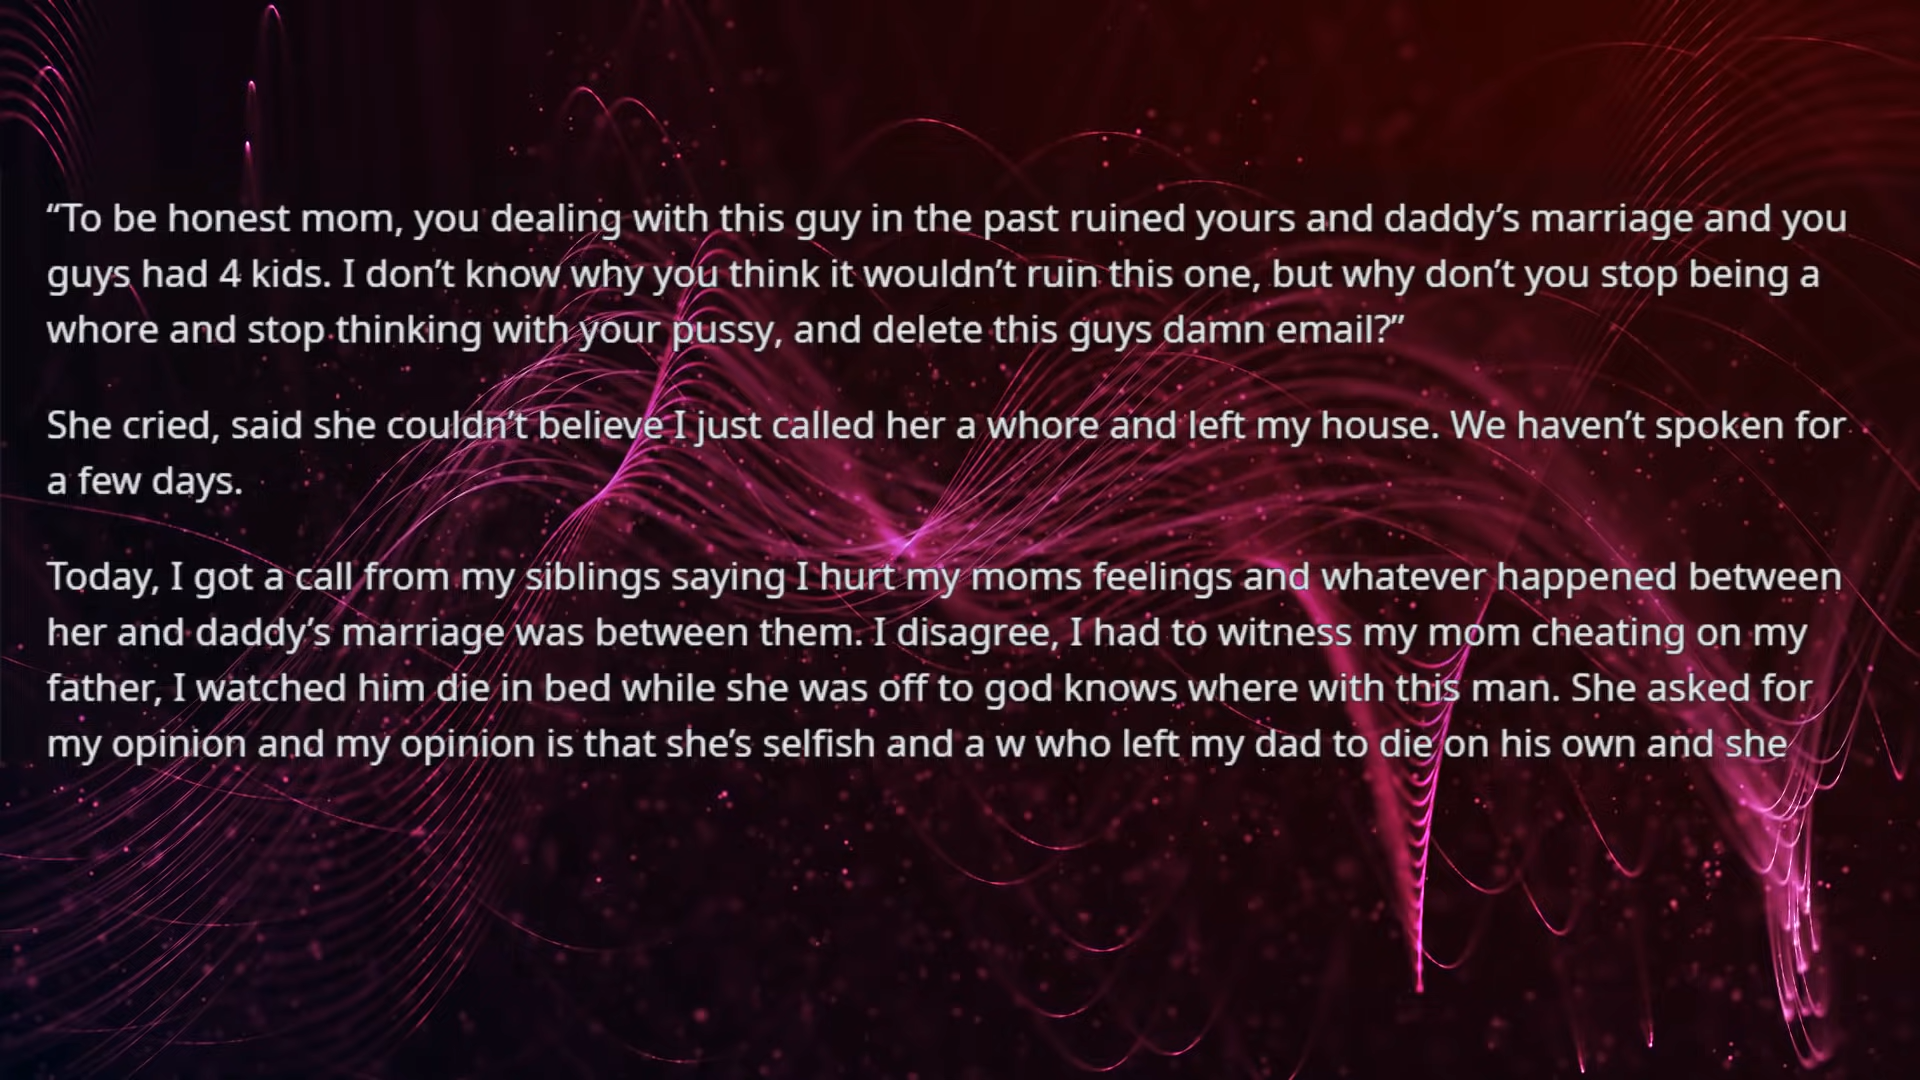 “To be honest mom, you dealing with this guy in the past ruined yours and daddy’s marriage and you
guys had 4 kids. I don’t know why you think it wouldn’t ruin this one, but why don’t you stop being a
whore and stop thinking with your pussy, and delete this guys damn email?”
She cried, said she couldn’t believe I just called her a whore and left my house. We haven’t spoken for
a few days.
Today, I got a call from my siblings saying I hurt my moms feelings and whatever happened between
her and daddy’s marriage was between them. I disagree, I had to witness my mom cheating on my
father, I watched him die in bed while she was off to god knows where with this man. She asked for
my opinion and my opinion is that she’s selfish and a w who left my dad to die on his own and she